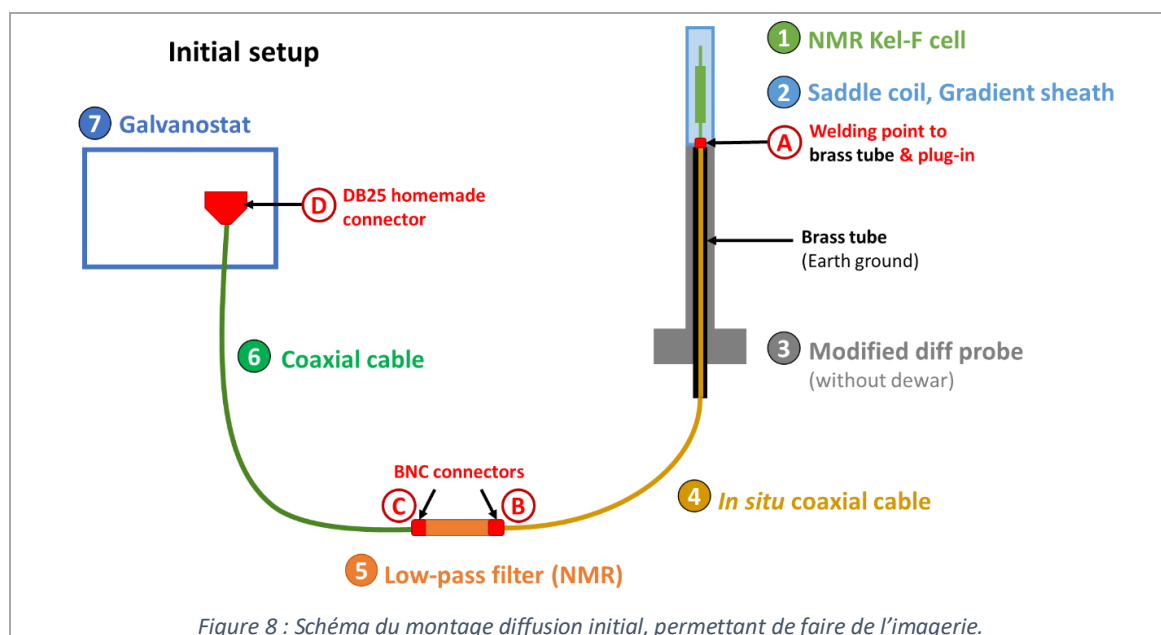 Initial setup
1 NMR Kel-F cell
2 Saddle coil, Gradient sheath
7 Galvanostat
A Welding point to
brass tube & plug-in
D DB25 homemade
connector
Brass tube
(Earth ground)
3 Modified diff probe
(without dewar)
6 Coaxial cable
BNC connectors
C B
4 In situ coaxial cable
5 Low-pass filter (NMR)
Figure 8 : Schéma du montage diffusion initial, permettant de faire de l'imagerie.